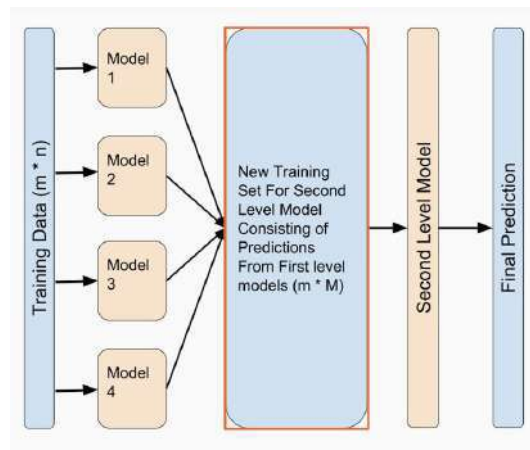 Training Data (m * n)
Model
1
Model
2
Model
3
Model
4
New Training
Set For Second
Level Model
Consisting of
Predictions
From First level
models (m * M)
Second Level Model
Final Prediction